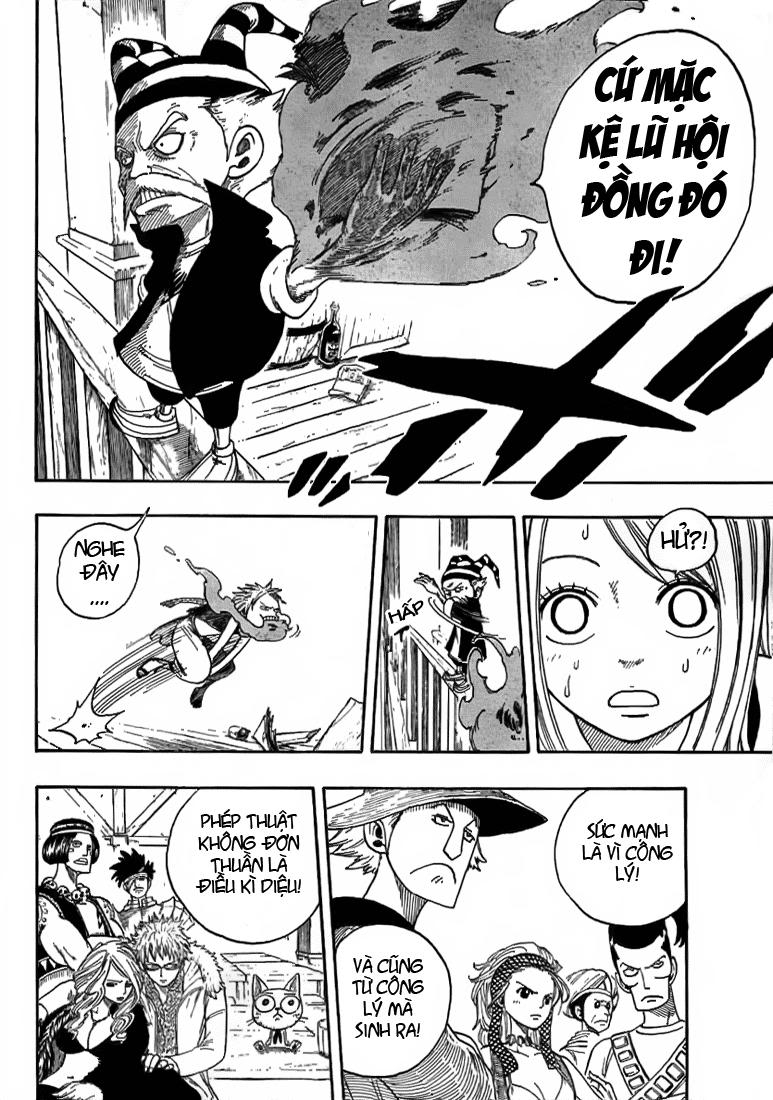 CỨ MẶC
KỆ LŨ HỘI
ĐỒNG ĐÓ
ĐI!
NGHE
ĐÂY
....
HẤP
HỬ?!
PHÉP THUẬT
KHÔNG ĐƠN
THUẦN LÀ
ĐIỀU KÌ DIỆU!
SỨC MẠNH
LÀ VÌ CÔNG
LÝ!
VÀ CŨNG
TỪ CÔNG
LÝ MÀ
SINH RA!